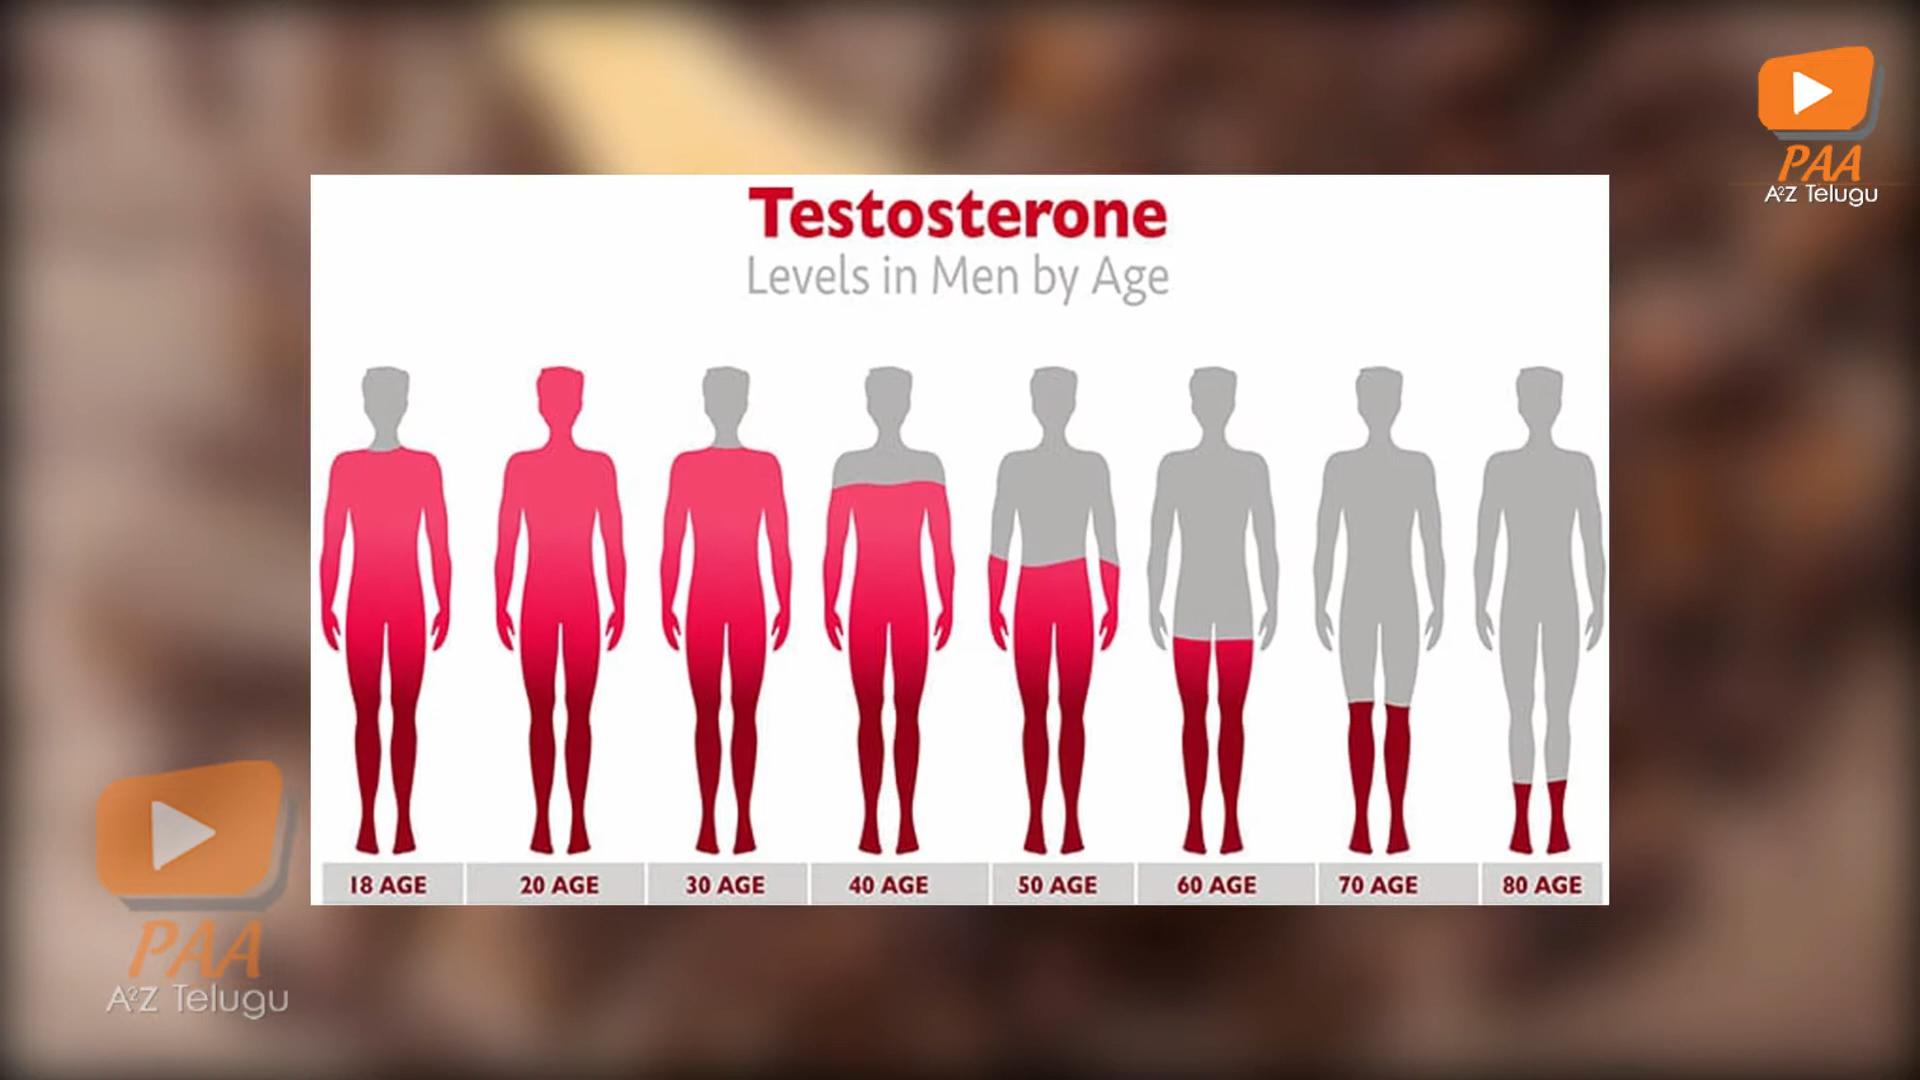 PAA
A²Z Telugu
Testosterone
Levels in Men by Age
18 AGE
20 AGE
30 AGE
40 AGE
50 AGE
60 AGE
70 AGE
80 AGE
PAA
A²Z Telugu